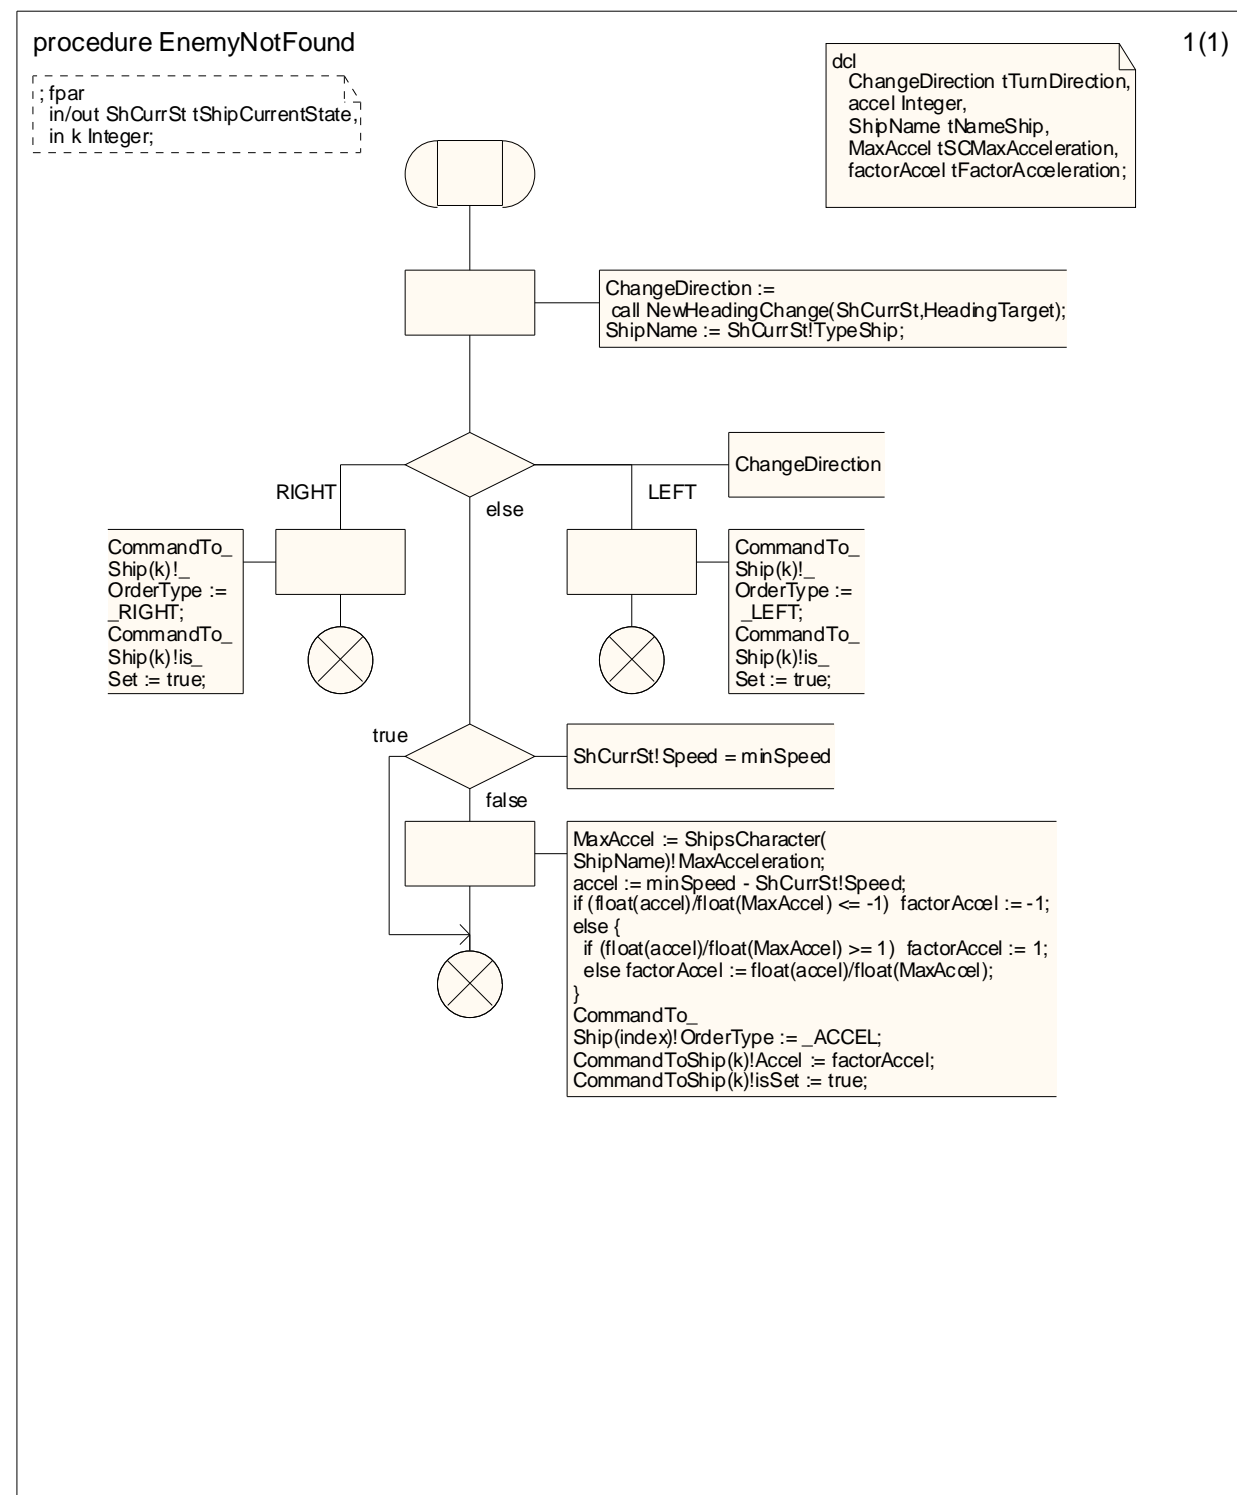 procedure EnemyNotFound
1(1)
; fpar
in/out ShCurrSt tShipCurrentState,
in k Integer;
dcl
ChangeDirection tTurnDirection,
accel Integer,
ShipName tNameShip,
MaxAccel tSCMaxAcceleration,
factorAccel tFactorAcceleration;
ChangeDirection :=
call NewHeadingChange(ShCurrSt,HeadingTarget);
ShipName := ShCurrSt!TypeShip;
ChangeDirection
RIGHT
else
LEFT
CommandTo_
Ship(k)!_
OrderType :=
_RIGHT;
CommandTo_
Ship(k)!is_
Set := true;
CommandTo_
Ship(k)!_
OrderType :=
_LEFT;
CommandTo_
Ship(k)!is_
Set := true;
true
ShCurrSt!Speed = minSpeed
false
MaxAccel := ShipsCharacter(
ShipName)!MaxAcceleration;
accel := minSpeed - ShCurrSt!Speed;
if (float(accel)/float(MaxAccel) <= -1) factorAccel := -1;
else {
if (float(accel)/float(MaxAccel) >= 1) factorAccel := 1;
else factorAccel := float(accel)/float(MaxAccel);
}
CommandTo_
Ship(index)!OrderType := _ACCEL;
CommandToShip(k)!Accel := factorAccel;
CommandToShip(k)!isSet := true;